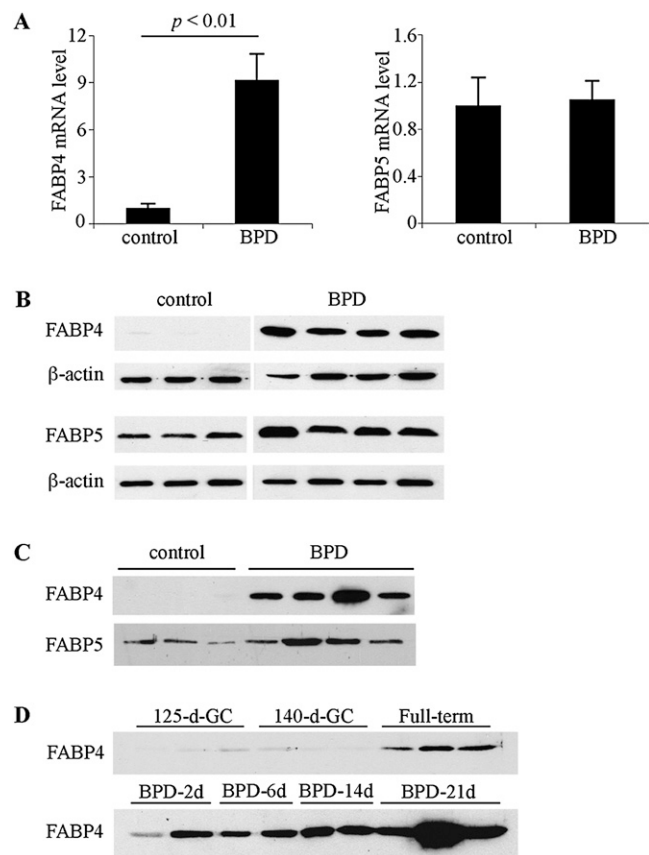 A
p < 0.01
FABP4 mRNA level
12
9
6
3
0
control BPD
FABP5 mRNA level
1.6
1.2
0.8
0.4
0
control BPD
B
control BPD
FABP4
β-actin
FABP5
β-actin
C
control BPD
FABP4
FABP5
D
125-d-GC 140-d-GC Full-term
FABP4
BPD-2d BPD-6d BPD-14d BPD-21d
FABP4